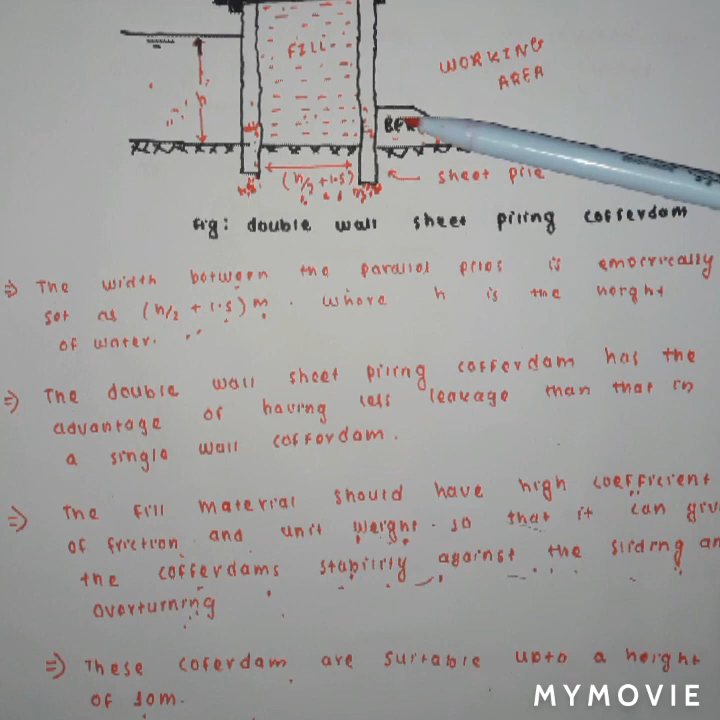 FILL
WORKING
AREA
h
BER
(h/2 + 1.5)
sheet pile
fig: double wall sheet piling cofferdam
⇒ The width between the parallel piles is emperically
set as (h/2 + 1.5) m. where h is the height
of water.
⇒ The double wall sheet piling cofferdam has the
advantage of having less leakage than that in
a single wall cofferdam.
⇒ The fill material should have high coefficient
of friction and unit weight so that it can give
the cofferdams stability against the sliding an
overturning
⇒ These coferdam are suitable upto a height
of 10m.
MYMOVIE